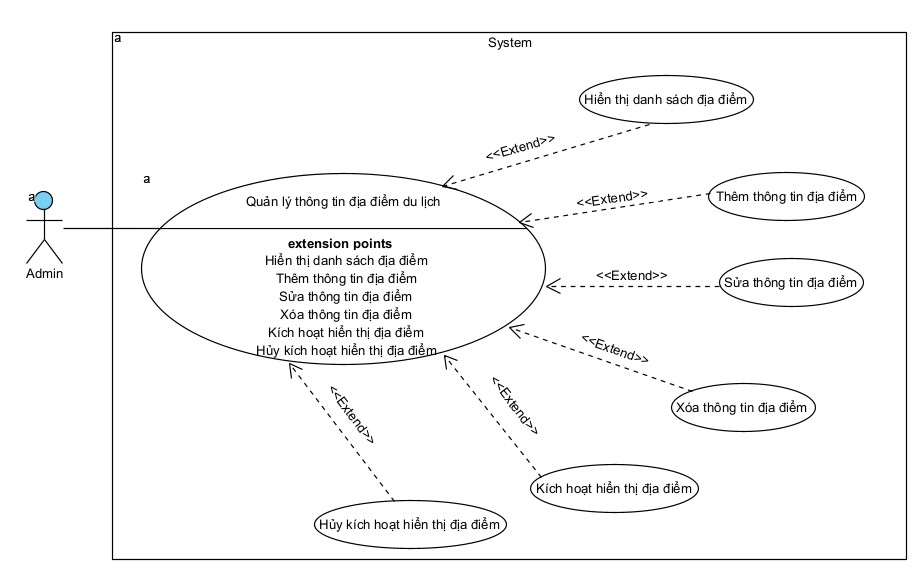 a
System
Hiển thị danh sách địa điểm
<<Extend>>
a
Quản lý thông tin địa điểm du lịch
<<Extend>>
Thêm thông tin địa điểm
a
Admin
extension points
Hiển thị danh sách địa điểm
Thêm thông tin địa điểm
Sửa thông tin địa điểm
Xóa thông tin địa điểm
Kích hoạt hiển thị địa điểm
Hủy kích hoạt hiển thị địa điểm
<<Extend>>
Sửa thông tin địa điểm
<<Extend>>
Xóa thông tin địa điểm
<<Extend>>
<<Extend>>
Kích hoạt hiển thị địa điểm
Hủy kích hoạt hiển thị địa điểm